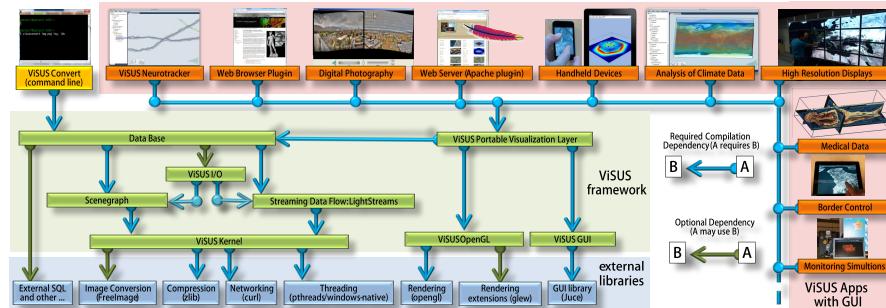 ViSUS Convert
(command line)
ViSUS Neurotracker
Web Browser Plugin
Digital Photography
Web Server (Apache plugin)
Handheld Devices
Analysis of Climate Data
High Resolution Displays
Data Base
ViSUS Portable Visualization Layer
ViSUS I/O
Scenegraph
Streaming Data Flow:LightStreams
ViSUS Kernel
ViSUSOpenGL
ViSUS GUI
ViSUS
framework
Required Compilation
Dependency(A requires B)
B
A
Optional Dependency
(A may use B)
B
A
Medical Data
Border Control
Monitoring Simultions
ViSUS Apps
with GUI
external
libraries
External SQL
and other ...
Image Conversion
(FreeImage)
Compression
(zlib)
Networking
(curl)
Threading
(pthreads/windows-native)
Rendering
(opengl)
Rendering
extensions (glew)
GUI library
(Juce)